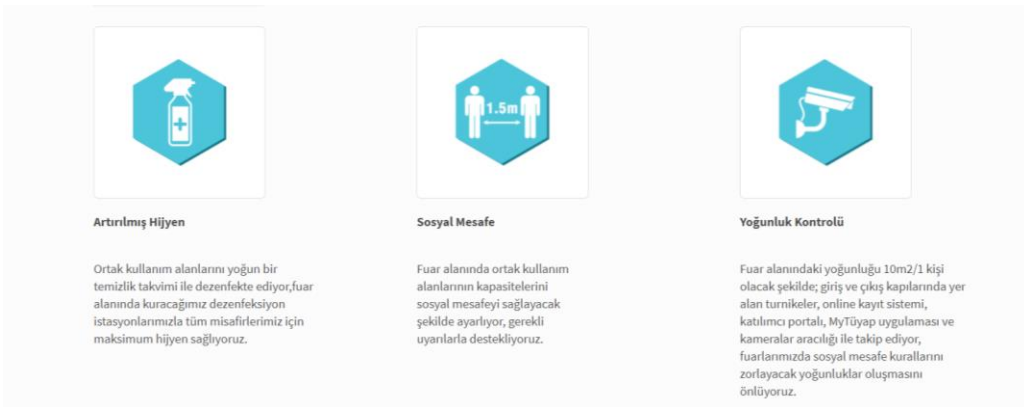 1.5m
Artırılmış Hijyen
Ortak kullanım alanlarını yoğun bir
temizlik takvimi ile dezenfekte ediyor,fuar
alanında kuracağımız dezenfeksiyon
istasyonlarımızla tüm misafirlerimiz için
maksimum hijyen sağlıyoruz.
Sosyal Mesafe
Fuar alanında ortak kullanım
alanlarının kapasitelerini
sosyal mesafeyi sağlayacak
şekilde ayarlıyor, gerekli
uyarılarla destekliyoruz.
Yoğunluk Kontrolü
Fuar alanındaki yoğunluğu 10m2/1 kişi
olacak şekilde; giriş ve çıkış kapılarında yer
alan turnikeler, online kayıt sistemi,
katılımcı portalı, MyTüyap uygulaması ve
kameralar aracılığı ile takip ediyor,
fuarlarımızda sosyal mesafe kurallarını
zorlayacak yoğunluklar oluşmasını
önlüyoruz.